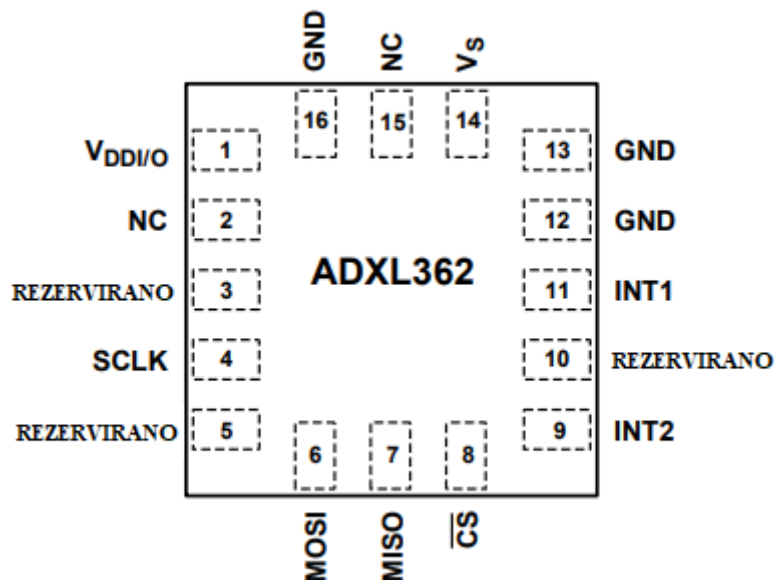 GND NC VS
16 15 14
VDDI/O 1 13 GND
NC 2 12 GND
ADXL362
REZERVIRANO 3 11 INT1
SCLK 4 10 REZERVIRANO
REZERVIRANO 5 9 INT2
6 7 8
MOSI MISO C̅S̅